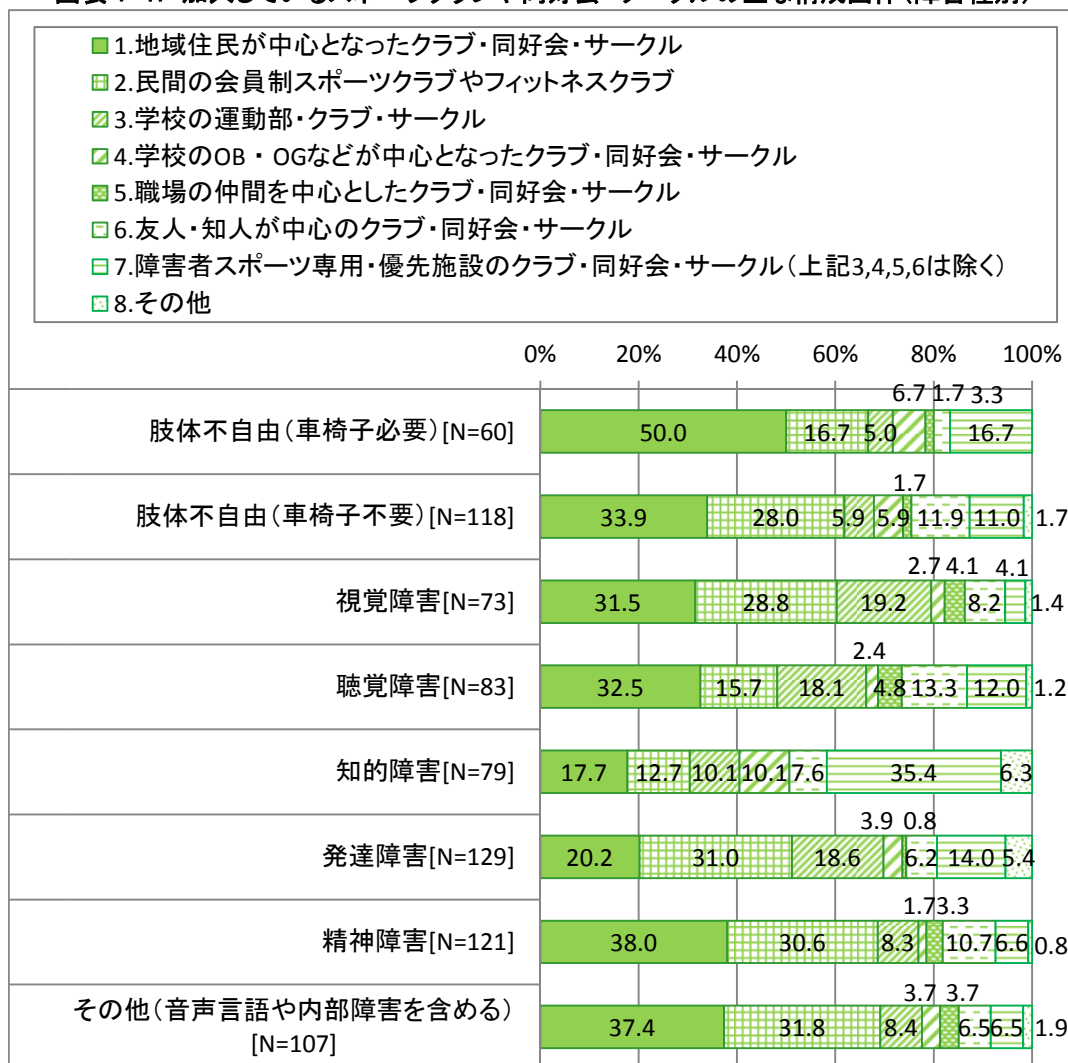 1.地域住民が中心となったクラブ・同好会・サークル
2.民間の会員制スポーツクラブやフィットネスクラブ
3.学校の運動部・クラブ・サークル
4.学校のOB・OGなどが中心となったクラブ・同好会・サークル
5.職場の仲間を中心としたクラブ・同好会・サークル
6.友人・知人が中心のクラブ・同好会・サークル
7.障害者スポーツ専用・優先施設のクラブ・同好会・サークル(上記3,4,5,6は除く)
8.その他
0% 20% 40% 60% 80% 100%
6.7 1.7 3.3
肢体不自由(車椅子必要)[N=60] 50.0 16.7 5.0 16.7
1.7
肢体不自由(車椅子不要)[N=118] 33.9 28.0 5.9 5.9 11.9 11.0 1.7
2.7 4.1 4.1
視覚障害[N=73] 31.5 28.8 19.2 8.2 1.4
2.4
聴覚障害[N=83] 32.5 15.7 18.1 4.8 13.3 12.0 1.2
知的障害[N=79] 17.7 12.7 10.1 10.1 7.6 35.4 6.3
3.9 0.8
発達障害[N=129] 20.2 31.0 18.6 6.2 14.0 5.4
1.7 3.3
精神障害[N=121] 38.0 30.6 8.3 10.7 6.6 0.8
3.7 3.7
その他(音声言語や内部障害を含める)
[N=107] 37.4 31.8 8.4 6.5 6.5 1.9